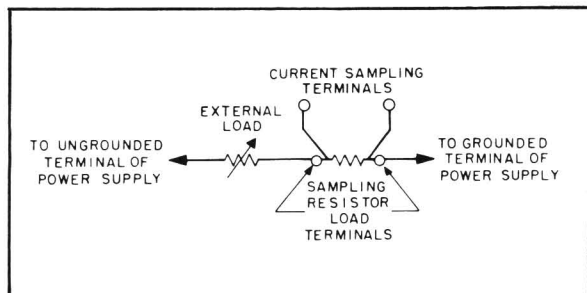 CURRENT SAMPLING
TERMINALS
EXTERNAL
LOAD
TO UNGROUNDED
TERMINAL OF
POWER SUPPLY
TO GROUNDED
TERMINAL OF
POWER SUPPLY
SAMPLING
RESISTOR
LOAD
TERMINALS